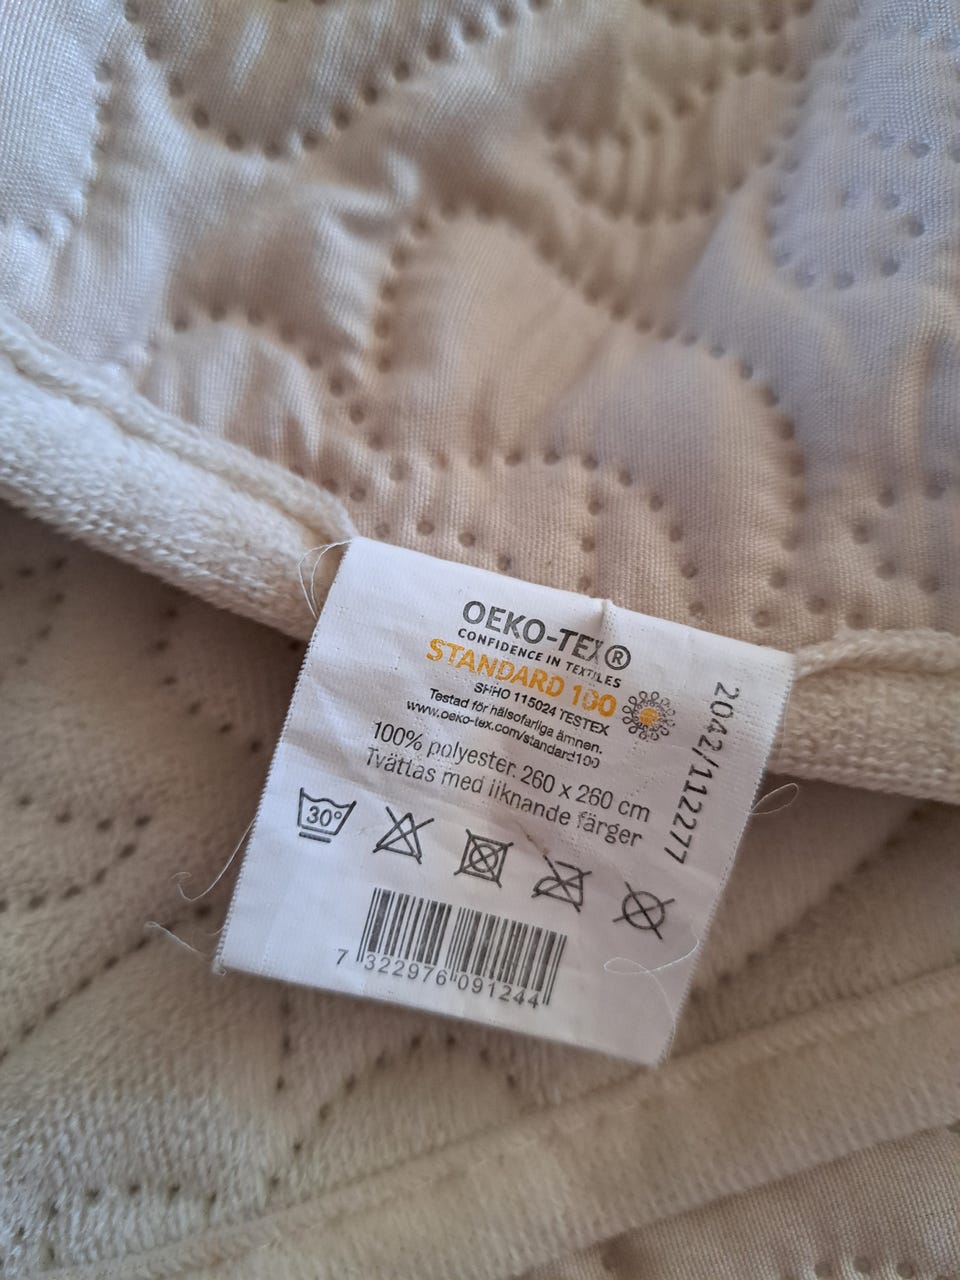 OEKO-TEX®
CONFIDENCE IN TEXTILES
STANDARD 100
SHHO 115024 TESTEX
Testad för hälsofarliga ämnen.
www.oeko-tex.com/standard100
100% polyester. 260 x 260 cm
Tvättas med liknande färger
2042/112277
30°
7 322976 091244